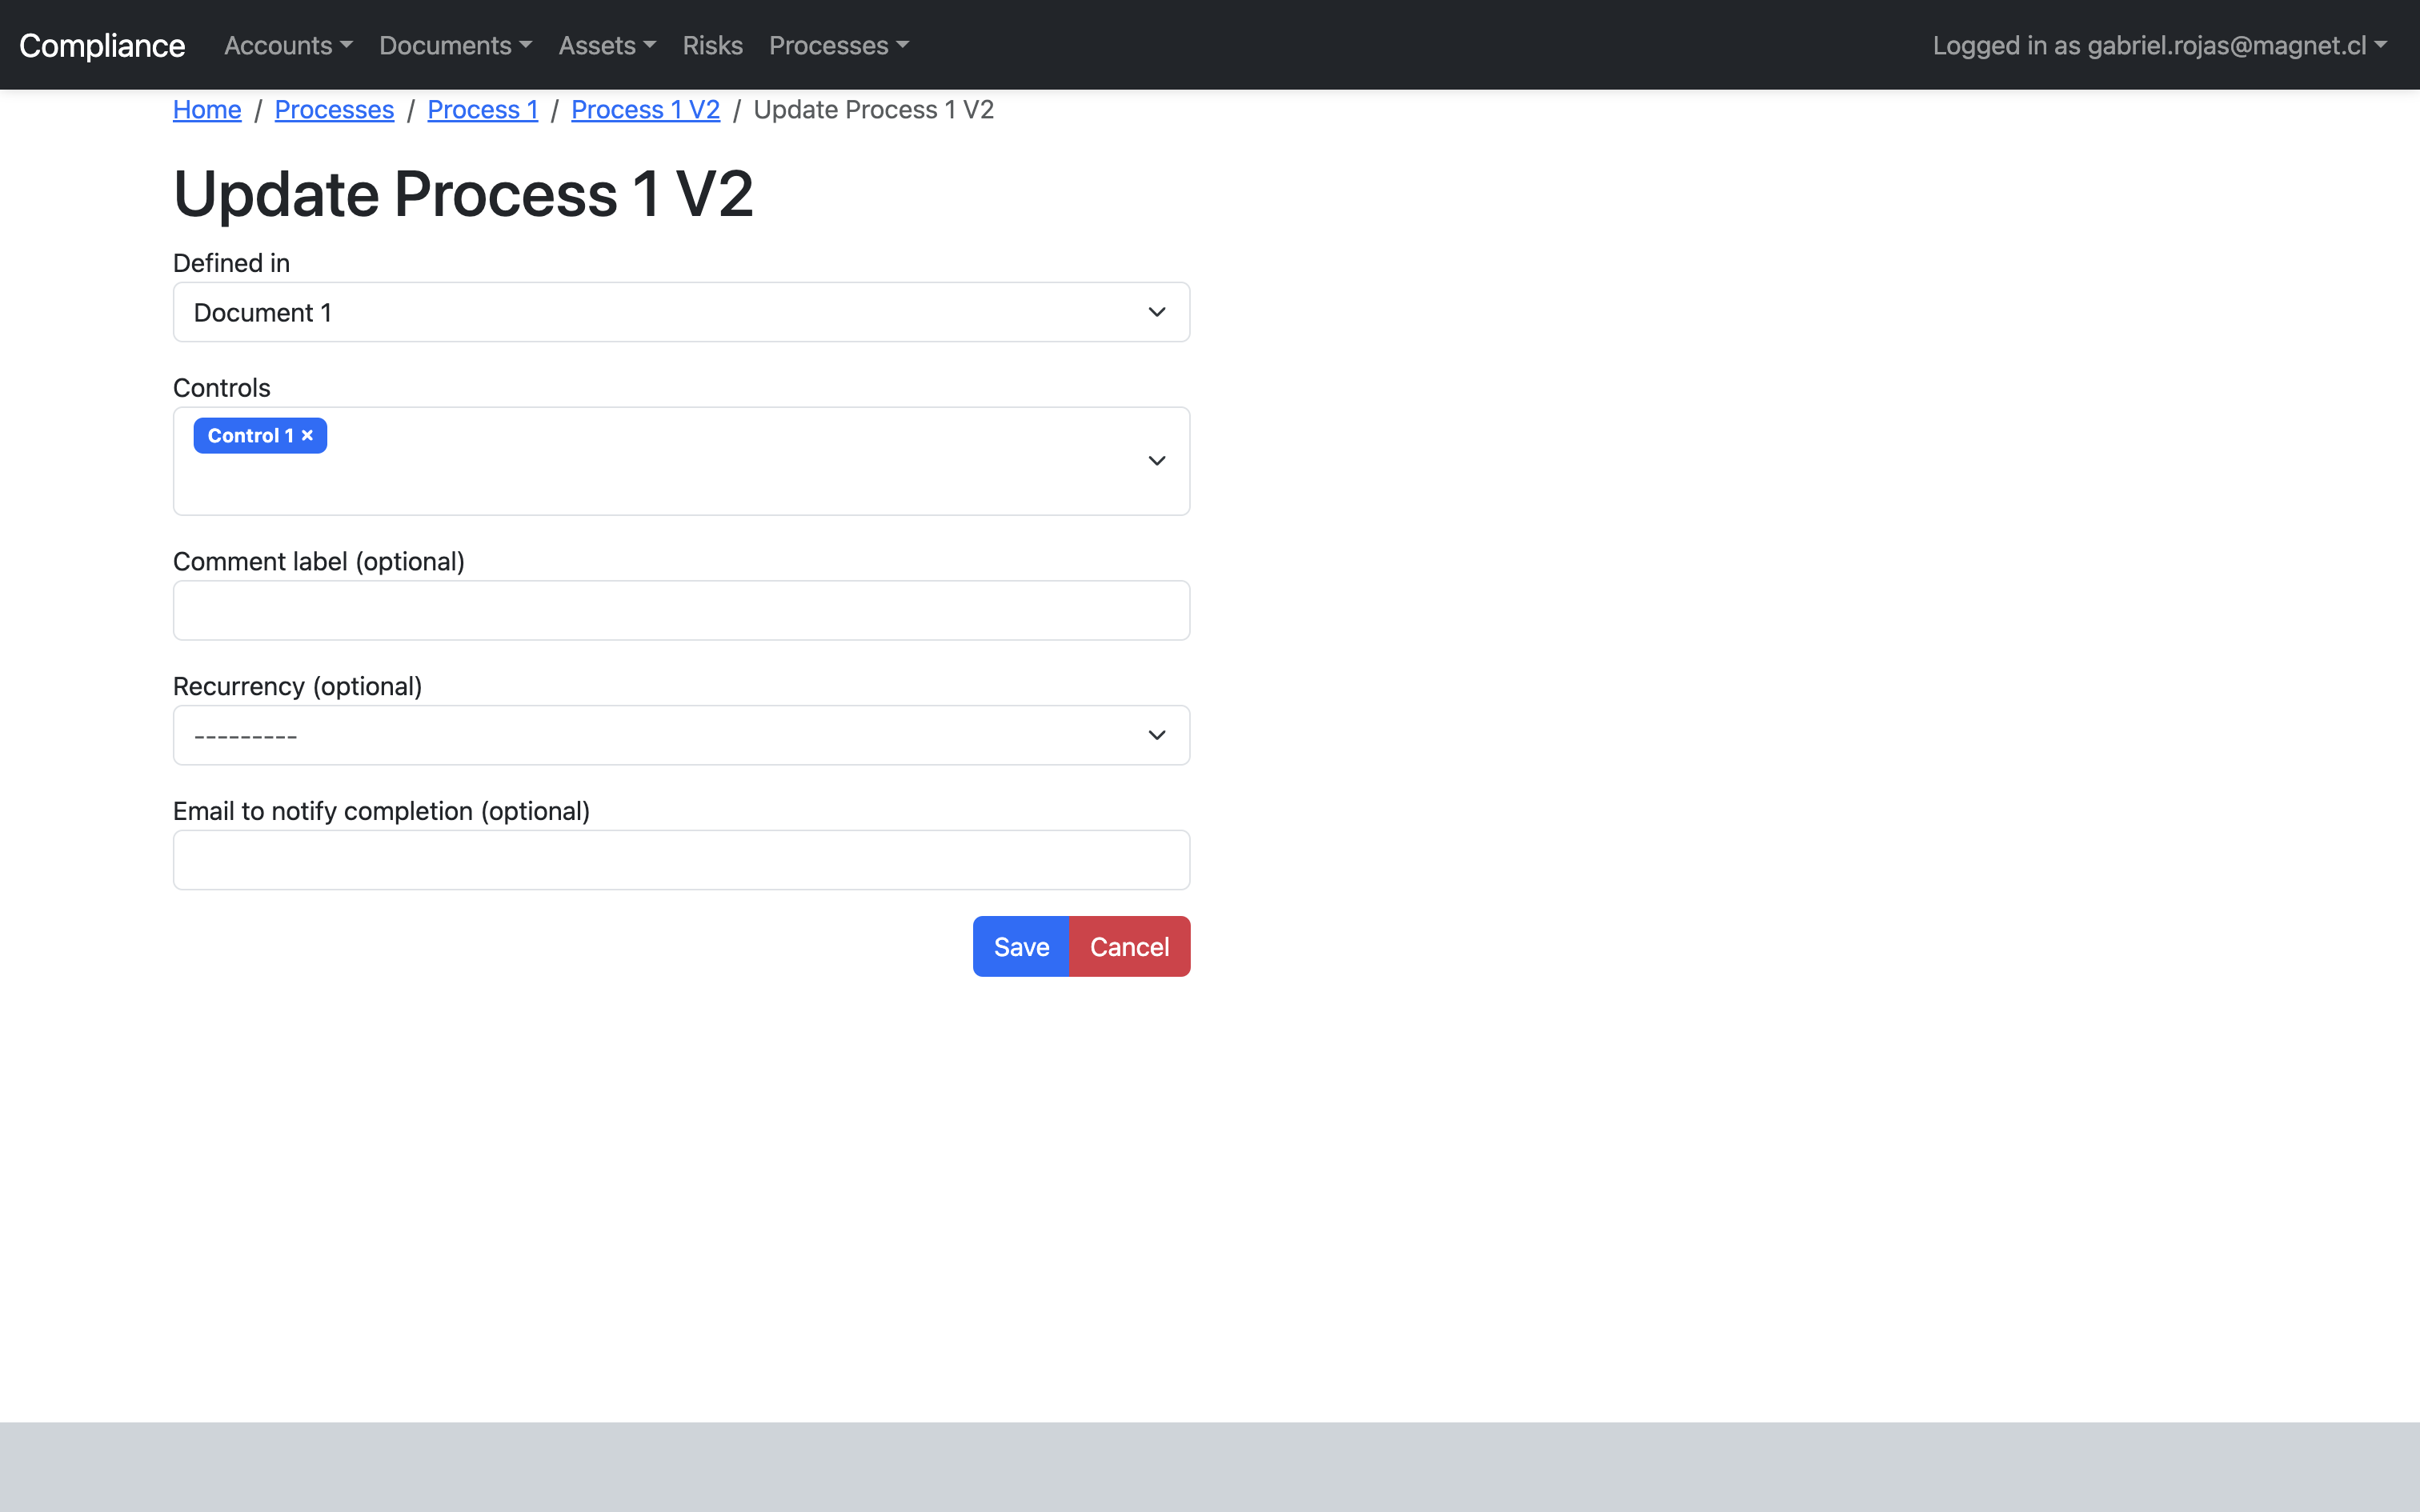 Compliance Accounts Documents Assets Risks Processes Logged in as gabriel.rojas@magnet.cl
Home / Processes / Process 1 / Process 1 V2 / Update Process 1 V2
Update Process 1 V2
Defined in
Document 1
Controls
Control 1 ×
Comment label (optional)
Recurrency (optional)
---------
Email to notify completion (optional)
Save Cancel